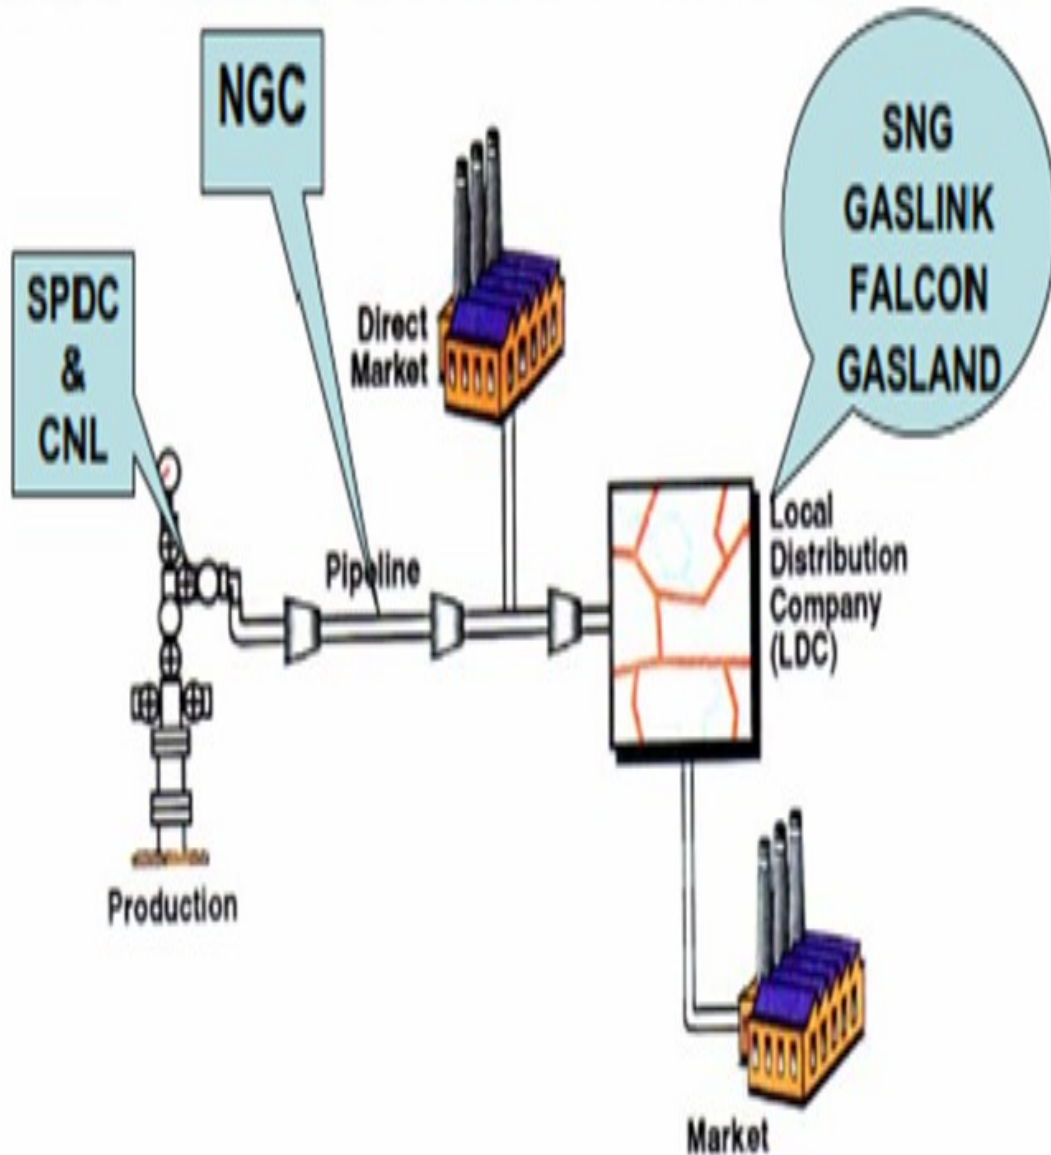 NGC
SNG
GASLINK
FALCON
GASLAND
SPDC
&
CNL
Direct
Market
Pipeline
Local
Distribution
Company
(LDC)
Production
Market